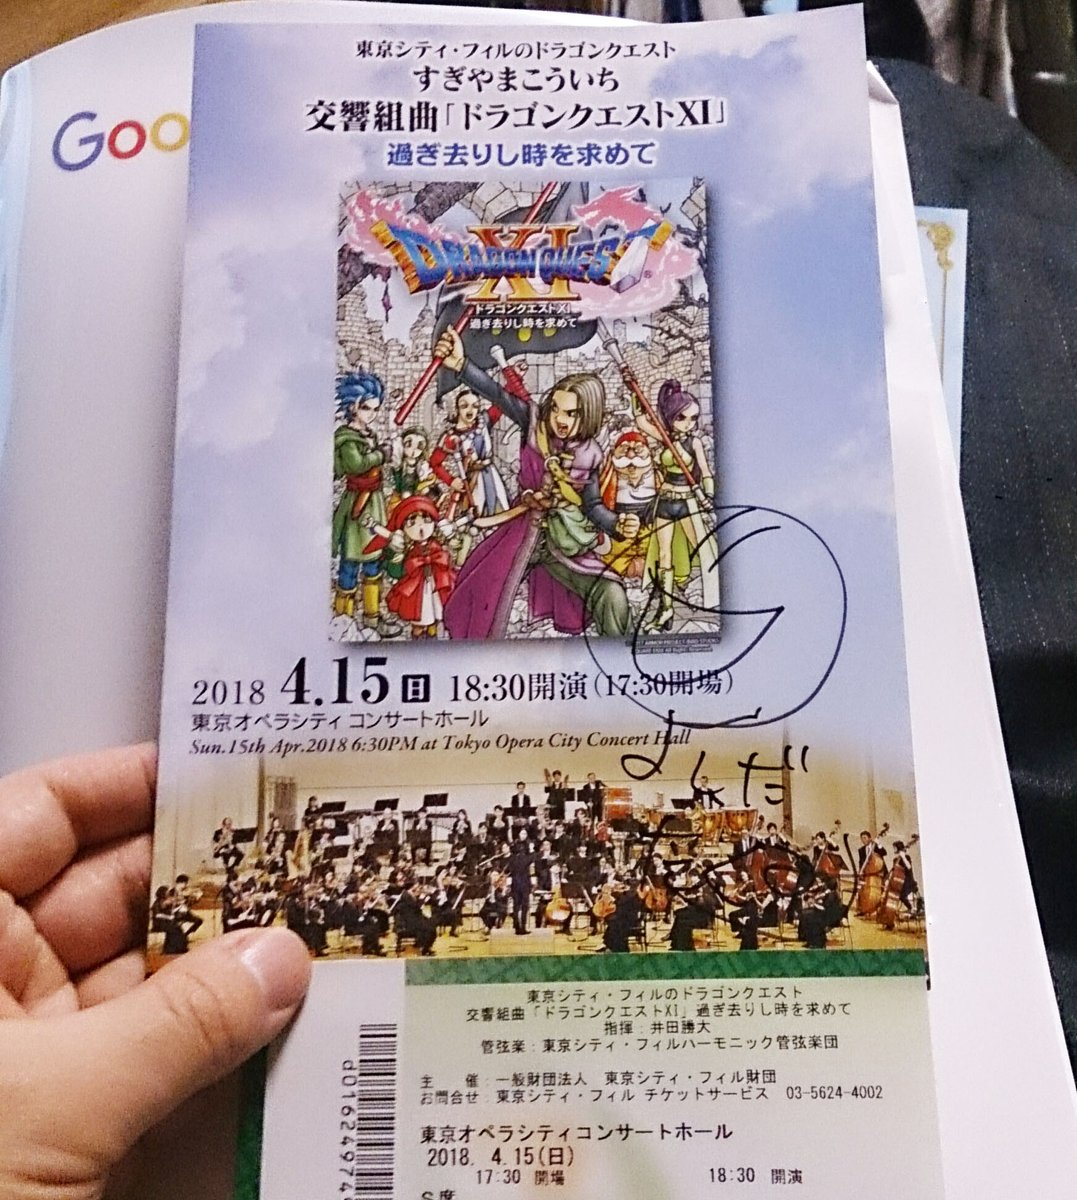 Goo
東京シティ・フィルのドラゴンクエスト
すぎやまこういち
交響組曲「ドラゴンクエストXI」
過ぎ去りし時を求めて
DRAGON QUEST
XI
ドラゴンクエストXI
過ぎ去りし時を求めて
2018 4.15 日 18:30開演(17:30開場)
東京オペラシティ コンサートホール
Sun.15th Apr.2018 6:30PM at Tokyo Opera City Concert Hall
東京シティ・フィルのドラゴンクエスト
交響組曲「ドラゴンクエストXI」過ぎ去りし時を求めて
指揮:井田勝大
管弦楽:東京シティ・フィルハーモニック管弦楽団
主 催:一般財団法人 東京シティ・フィル財団
お問合せ:東京シティ・フィル チケットサービス 03-5624-4002
東京オペラシティコンサートホール
2018. 4.15(日)
17:30 開場 18:30 開演
S席